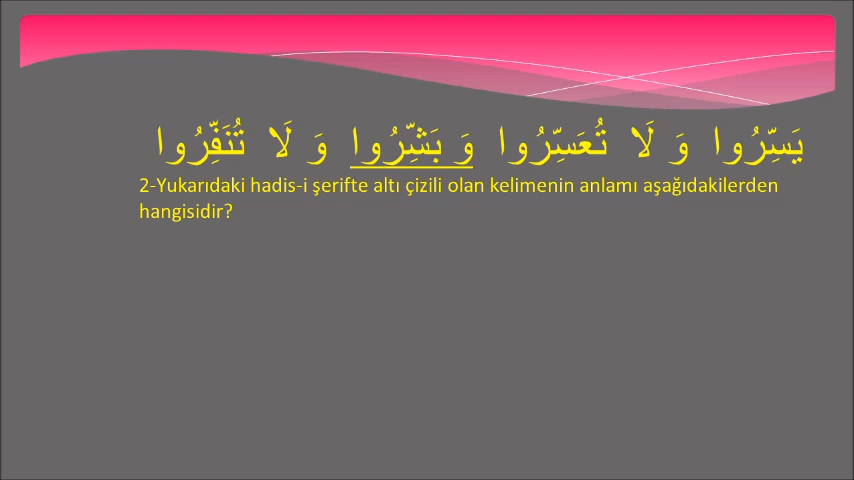 يَسِّرُوا وَ لَا تُعَسِّرُوا وَ بَشِّرُوا وَ لَا تُنَفِّرُوا
2-Yukarıdaki hadis-i şerifte altı çizili olan kelimenin anlamı aşağıdakilerden
hangisidir?